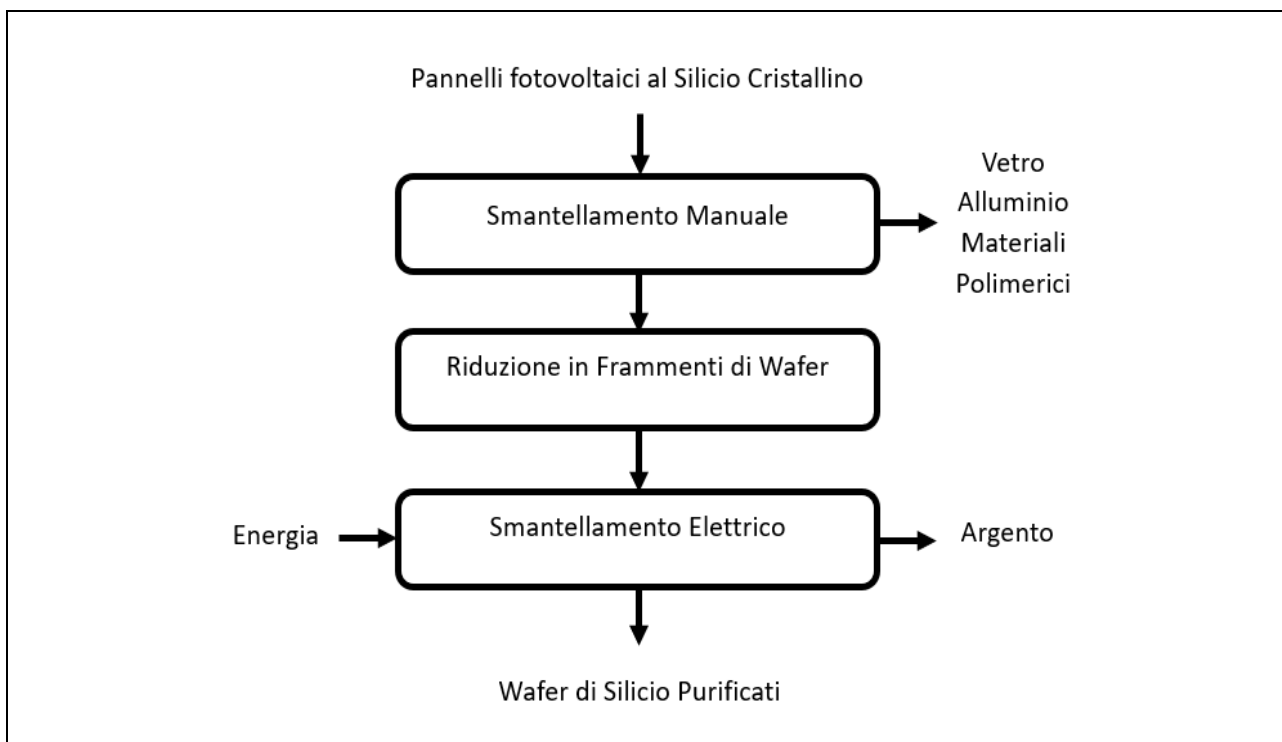 Pannelli fotovoltaici al Silicio Cristallino
Smantellamento Manuale
Vetro
Alluminio
Materiali
Polimerici
Riduzione in Frammenti di Wafer
Energia
Smantellamento Elettrico
Argento
Wafer di Silicio Purificati